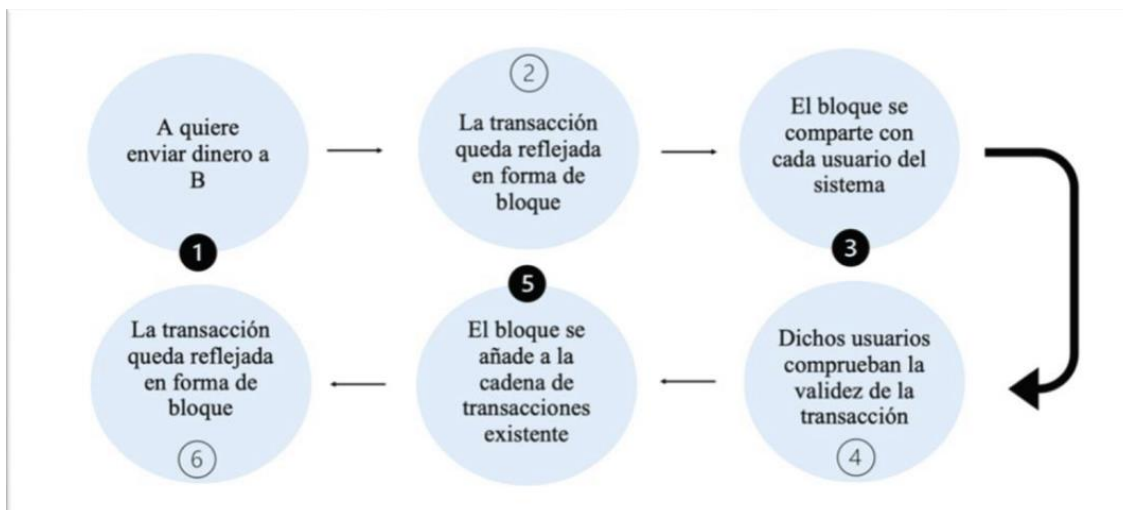 A quiere
enviar dinero a
B
1
2
La transacción
queda reflejada
en forma de
bloque
El bloque se
comparte con
cada usuario del
sistema
3
Dichos usuarios
comprueban la
validez de la
transacción
4
5
El bloque se
añade a la
cadena de
transacciones
existente
La transacción
queda reflejada
en forma de
bloque
6